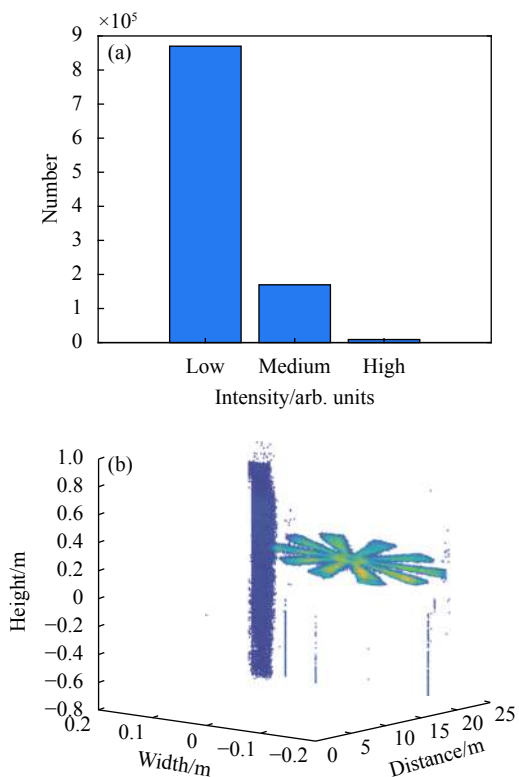 ×10⁵
9
(a)
8
7
6
5
4
3
2
1
0
Number
Low Medium High
Intensity/arb. units
1.0
(b)
0.8
0.6
0.4
0.2
0
−0.2
−0.4
−0.6
−0.8
Height/m
0.2 0.1 0 −0.1 −0.2
Width/m
0 5 10 15 20 25
Distance/m